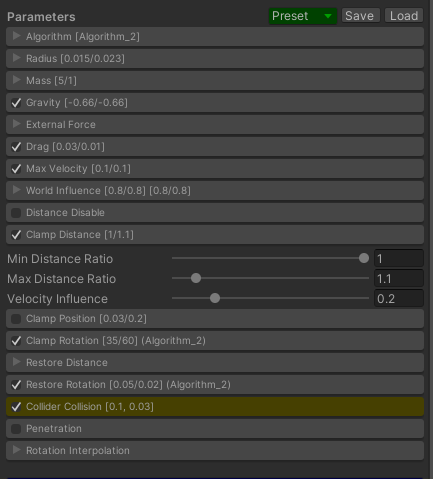 Parameters Preset Save Load
Algorithm [Algorithm_2]
Radius [0.015/0.023]
Mass [5/1]
Gravity [-0.66/-0.66]
External Force
Drag [0.03/0.01]
Max Velocity [0.1/0.1]
World Influence [0.8/0.8] [0.8/0.8]
Distance Disable
Clamp Distance [1/1.1]
Min Distance Ratio 1
Max Distance Ratio 1.1
Velocity Influence 0.2
Clamp Position [0.03/0.2]
Clamp Rotation [35/60] (Algorithm_2)
Restore Distance
Restore Rotation [0.05/0.02] (Algorithm_2)
Collider Collision [0.1, 0.03]
Penetration
Rotation Interpolation